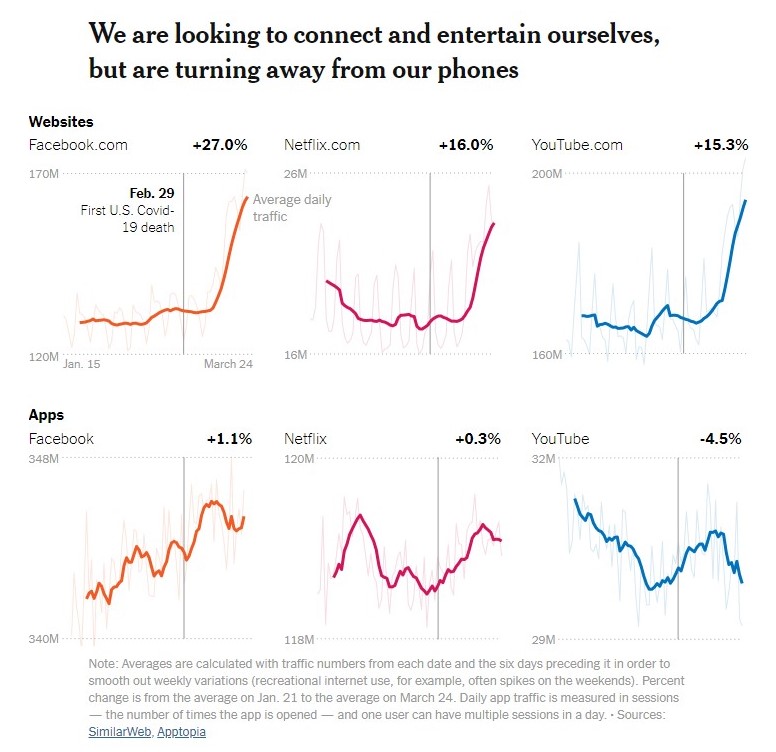 We are looking to connect and entertain ourselves,
but are turning away from our phones
Websites
Facebook.com +27.0%
Netflix.com +16.0%
YouTube.com +15.3%
170M
Feb. 29
First U.S. Covid-
19 death
Average daily
traffic
120M
Jan. 15 March 24
26M
16M
200M
160M
Apps
Facebook +1.1%
Netflix +0.3%
YouTube -4.5%
348M
340M
120M
118M
32M
29M
Note: Averages are calculated with traffic numbers from each date and the six days preceding it in order to
smooth out weekly variations (recreational internet use, for example, often spikes on the weekends). Percent
change is from the average on Jan. 21 to the average on March 24. Daily app traffic is measured in sessions
— the number of times the app is opened — and one user can have multiple sessions in a day. • Sources:
SimilarWeb, Apptopia